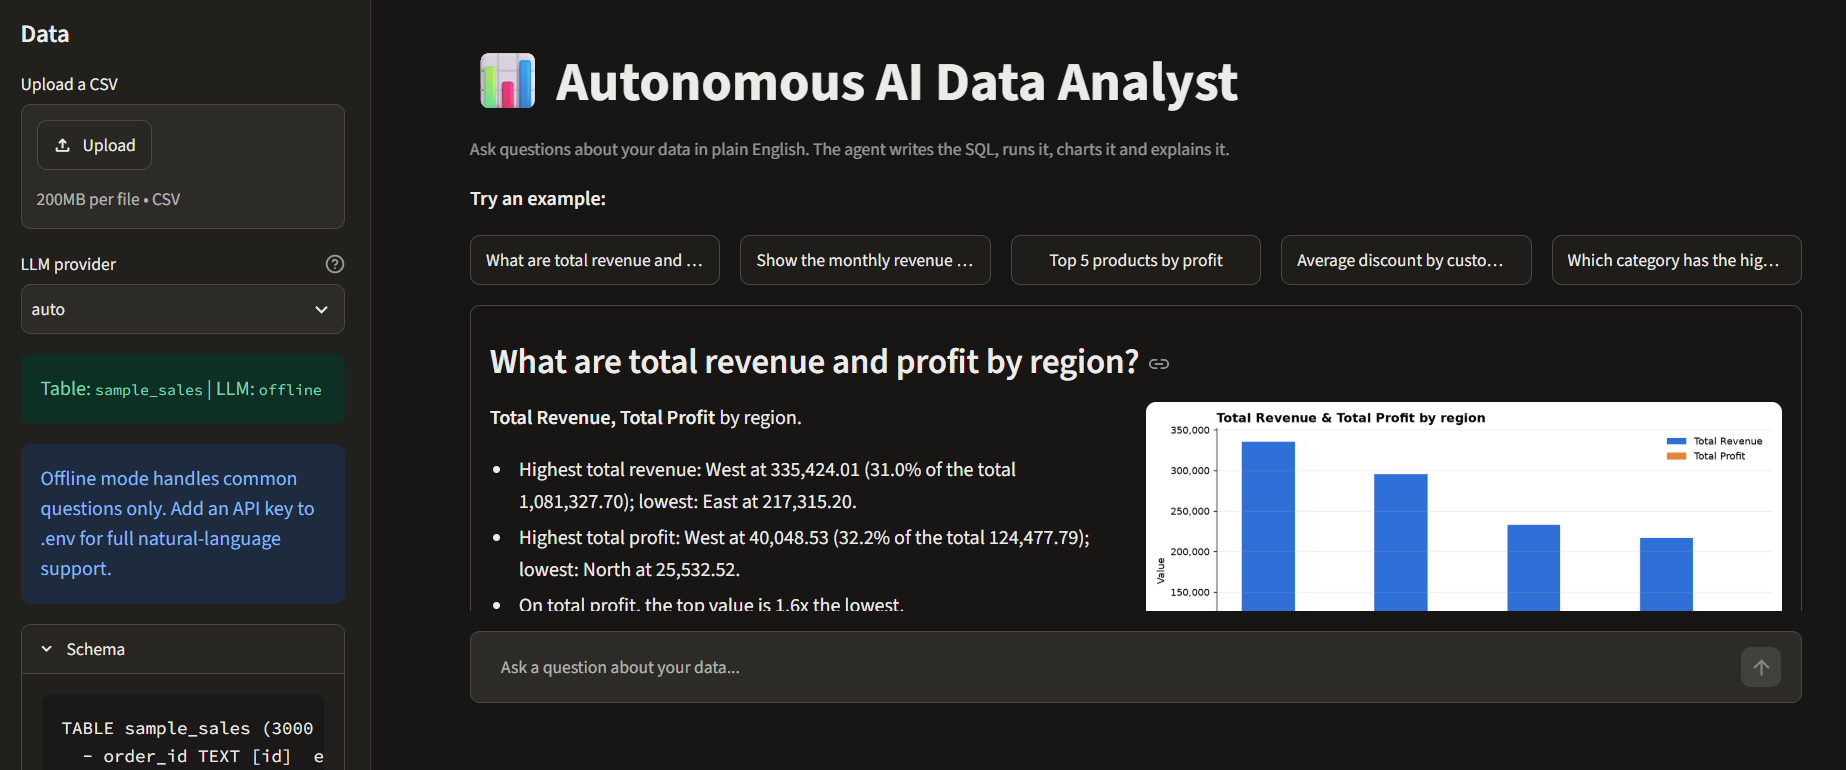 Data
Upload a CSV
Upload
200MB per file • CSV
LLM provider
auto
Table: sample_sales | LLM: offline
Offline mode handles common
questions only. Add an API key to
.env for full natural-language
support.
Schema
TABLE sample_sales (3000
- order_id TEXT [id] e
Autonomous AI Data Analyst
Ask questions about your data in plain English. The agent writes the SQL, runs it, charts it and explains it.
Try an example:
What are total revenue and …
Show the monthly revenue …
Top 5 products by profit
Average discount by custo…
Which category has the hig…
What are total revenue and profit by region?
Total Revenue, Total Profit by region.
• Highest total revenue: West at 335,424.01 (31.0% of the total
1,081,327.70); lowest: East at 217,315.20.
• Highest total profit: West at 40,048.53 (32.2% of the total 124,477.79);
lowest: North at 25,532.52.
• On total profit, the top value is 1.6x the lowest.
Total Revenue & Total Profit by region
350,000
300,000
250,000
200,000
150,000
Value
Total Revenue
Total Profit
Ask a question about your data...